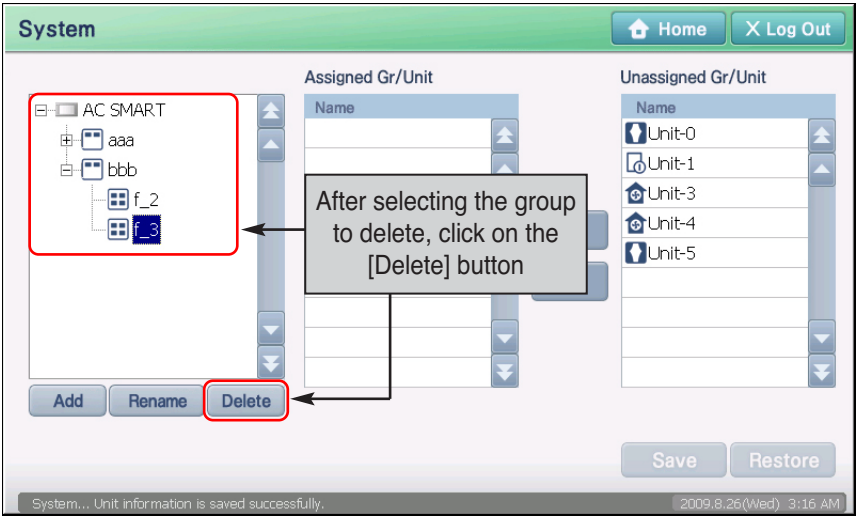 System
Home
X Log Out
Assigned Gr/Unit
Unassigned Gr/Unit
AC SMART
aaa
bbb
f_2
f_3
Name
Name
Unit-0
Unit-1
Unit-3
Unit-4
Unit-5
After selecting the group
to delete, click on the
[Delete] button
Add
Rename
Delete
Save
Restore
System... Unit information is saved successfully.
2009.8.26(Wed) 3:16 AM